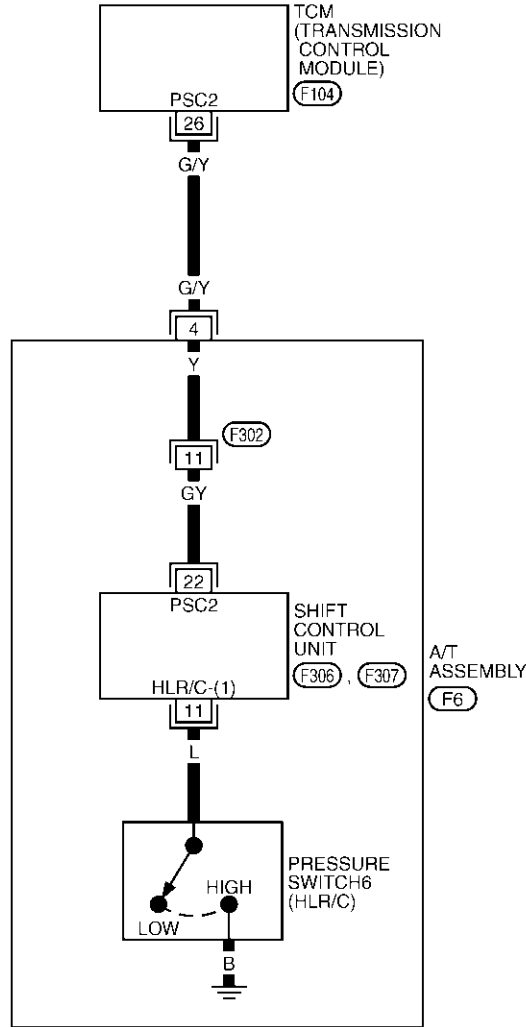 TCM
(TRANSMISSION
CONTROL
MODULE)
F104
PSC2
26
G/Y
G/Y
4
Y
F302
11
GY
22
PSC2
SHIFT
CONTROL
UNIT
F306 , F307
A/T
ASSEMBLY
F6
HLR/C-(1)
11
L
PRESSURE
SWITCH6
(HLR/C)
HIGH
LOW
B